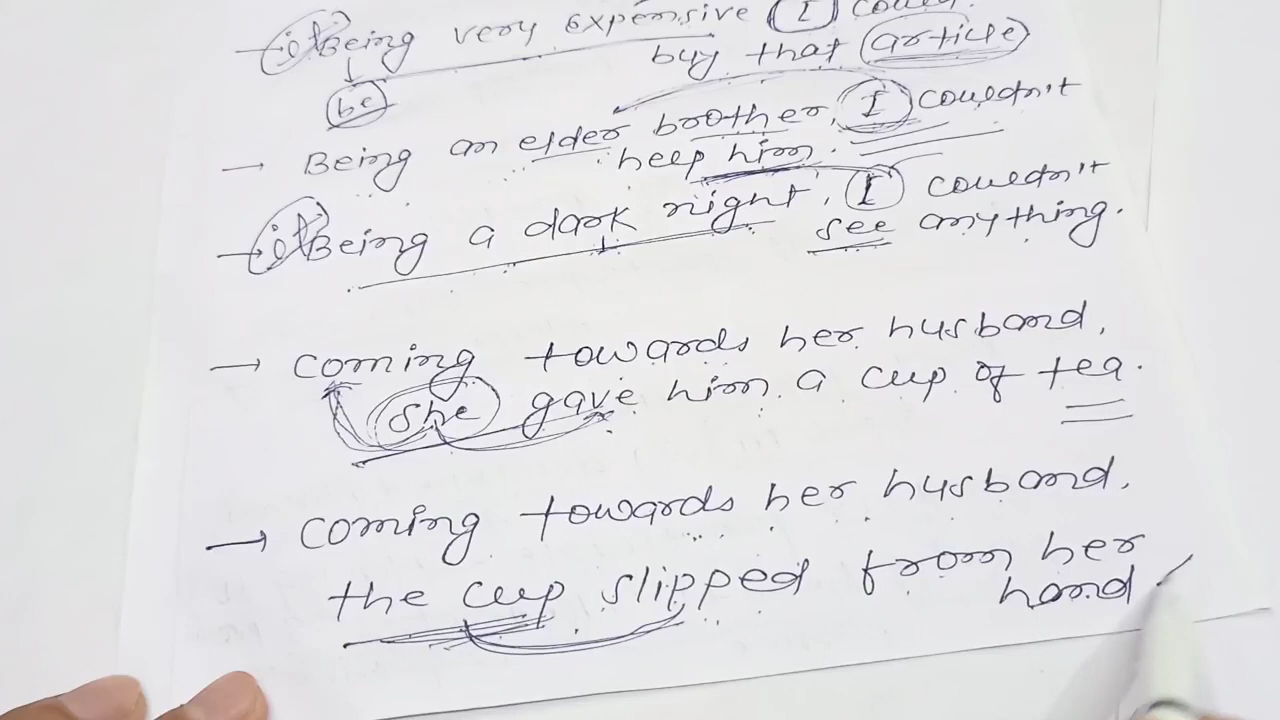 → it Being very expensive I
buy that article
be
→ Being an elder brother, I couldn't
help him.
→ it Being a dark night, I couldn't
see anything.
→ Coming towards her husband,
she gave him a cup of tea.
→ Coming towards her husband,
the cup slipped from her
hand